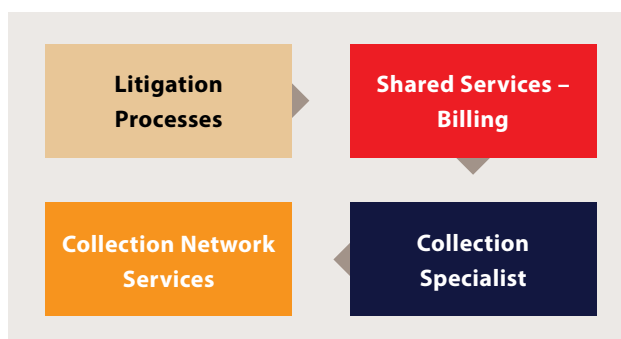 Litigation
Processes
Shared Services –
Billing
Collection Network
Services
Collection
Specialist